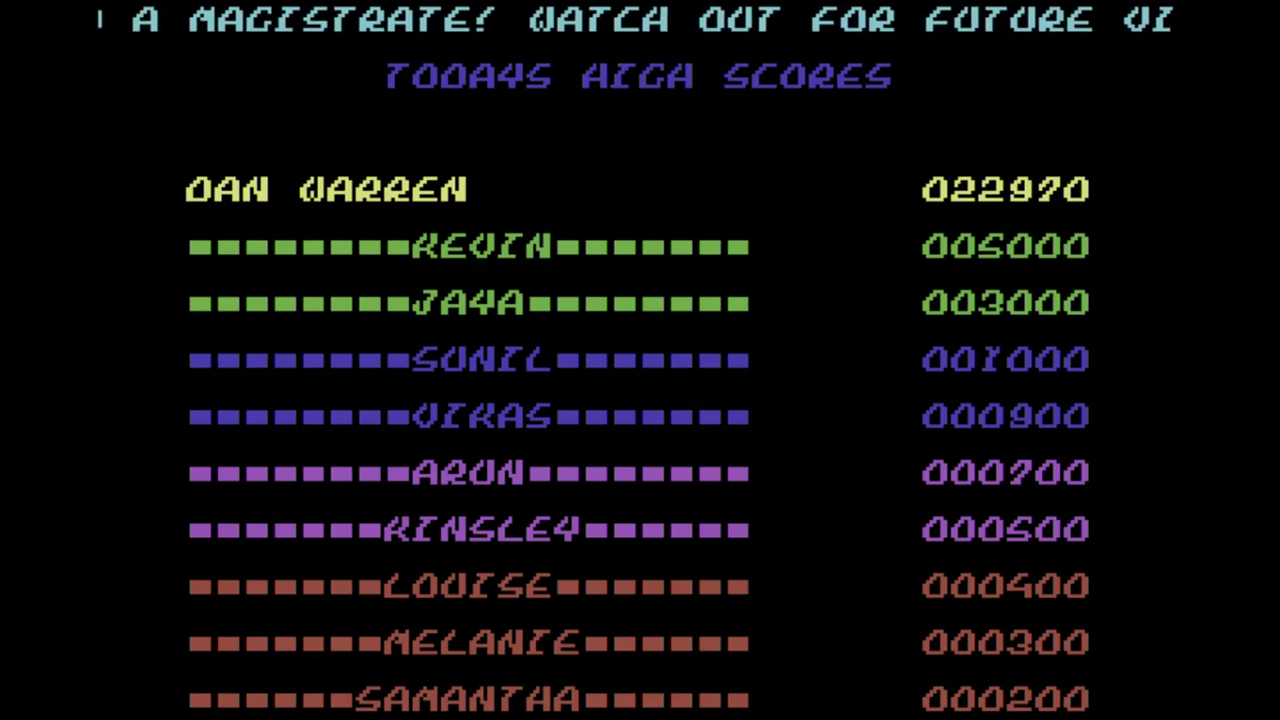 A MAGISTRATE! WATCH OUT FOR FUTURE VI
TODAYS HIGH SCORES
DAN WARREN 022970
KEVIN 005000
JAYA 003000
SUNIL 001000
VIKAS 000900
ARUN 000700
KINSLEY 000500
LOUISE 000400
MELANIE 000300
SAMANTHA 000200